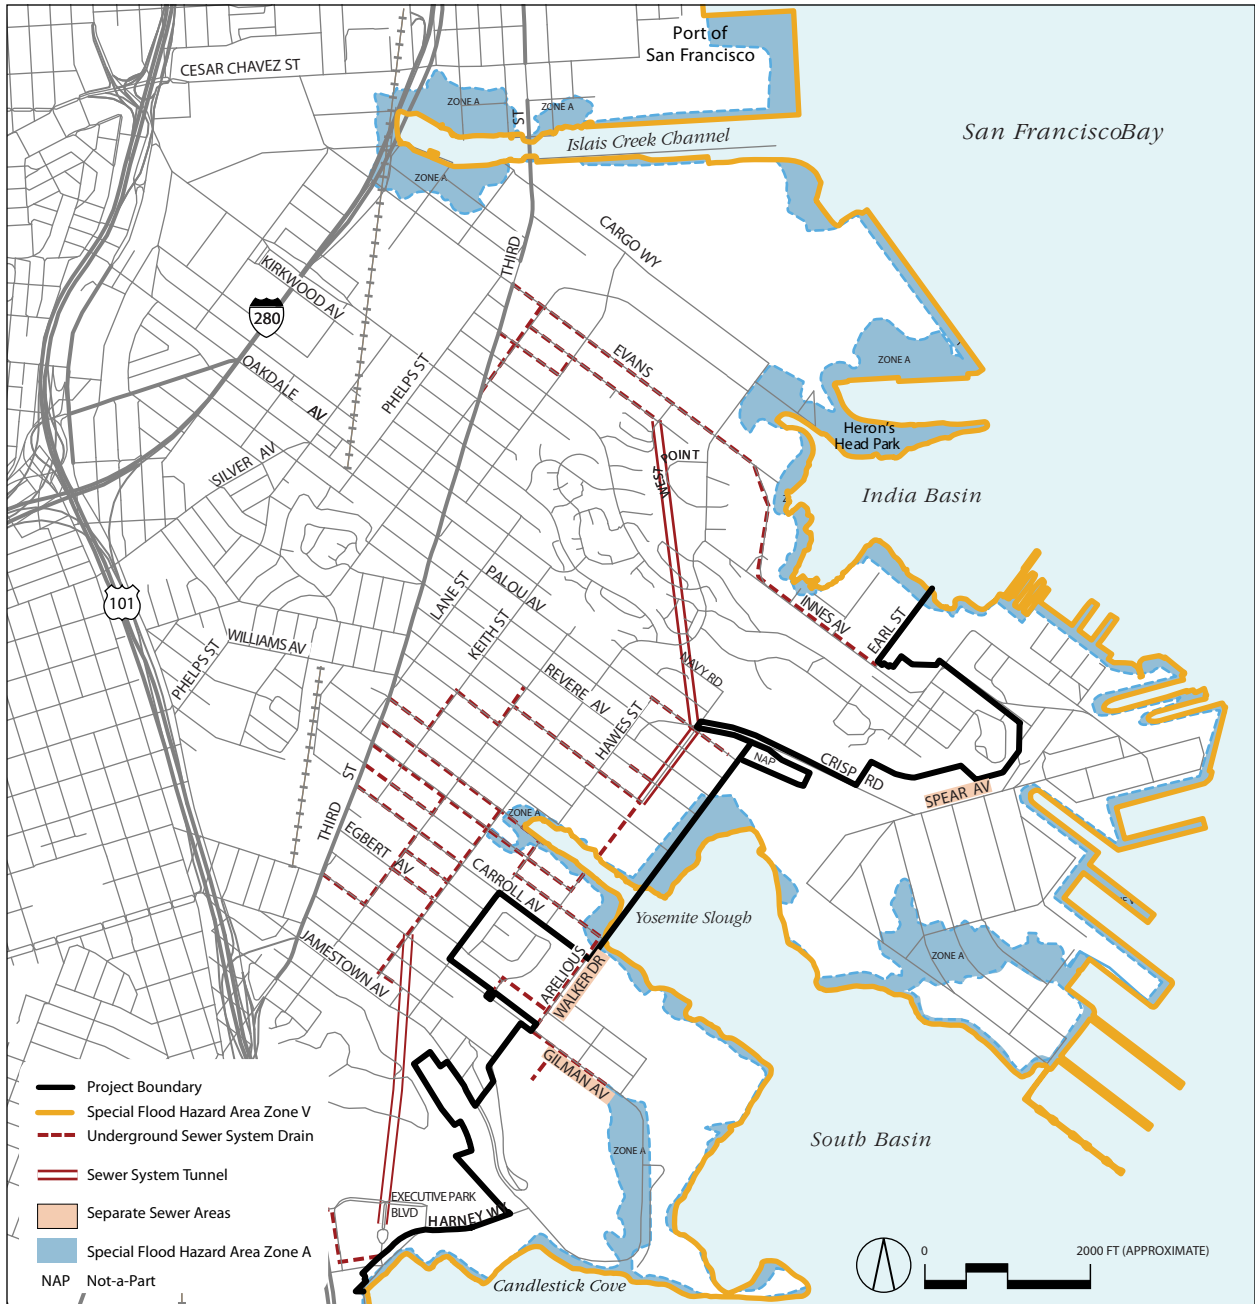 Port of
San Francisco
CESAR CHAVEZ ST
ZONE A
ZONE A
ST
Islais Creek Channel
San FranciscoBay
ZONE A
CARGO WY
THIRD
KIRKWOOD AV
280
EVANS
ZONE A
OAKDALE AV
PHELPS ST
Heron's
Head Park
SILVER AV
POINT
WEST
India Basin
LANE ST
PALOU AV
101
INNES AV
KEITH ST
EARL ST
WILLIAMS AV
PHELPS ST
NAVY RD
REVERE AV
HAWES ST
NAP
CRISP RD
SPEAR AV
ST
THIRD
ZONE A
EGBERT AV
CARROLL AV
Yosemite Slough
JAMESTOWN AV
ARELIOUS
WALKER DR
ZONE A
GILMAN AV
ZONE A
South Basin
Project Boundary
Special Flood Hazard Area Zone V
Underground Sewer System Drain
Sewer System Tunnel
Separate Sewer Areas
Special Flood Hazard Area Zone A
NAP Not-a-Part
EXECUTIVE PARK
BLVD
HARNEY WY
Candlestick Cove
0 2000 FT (APPROXIMATE)